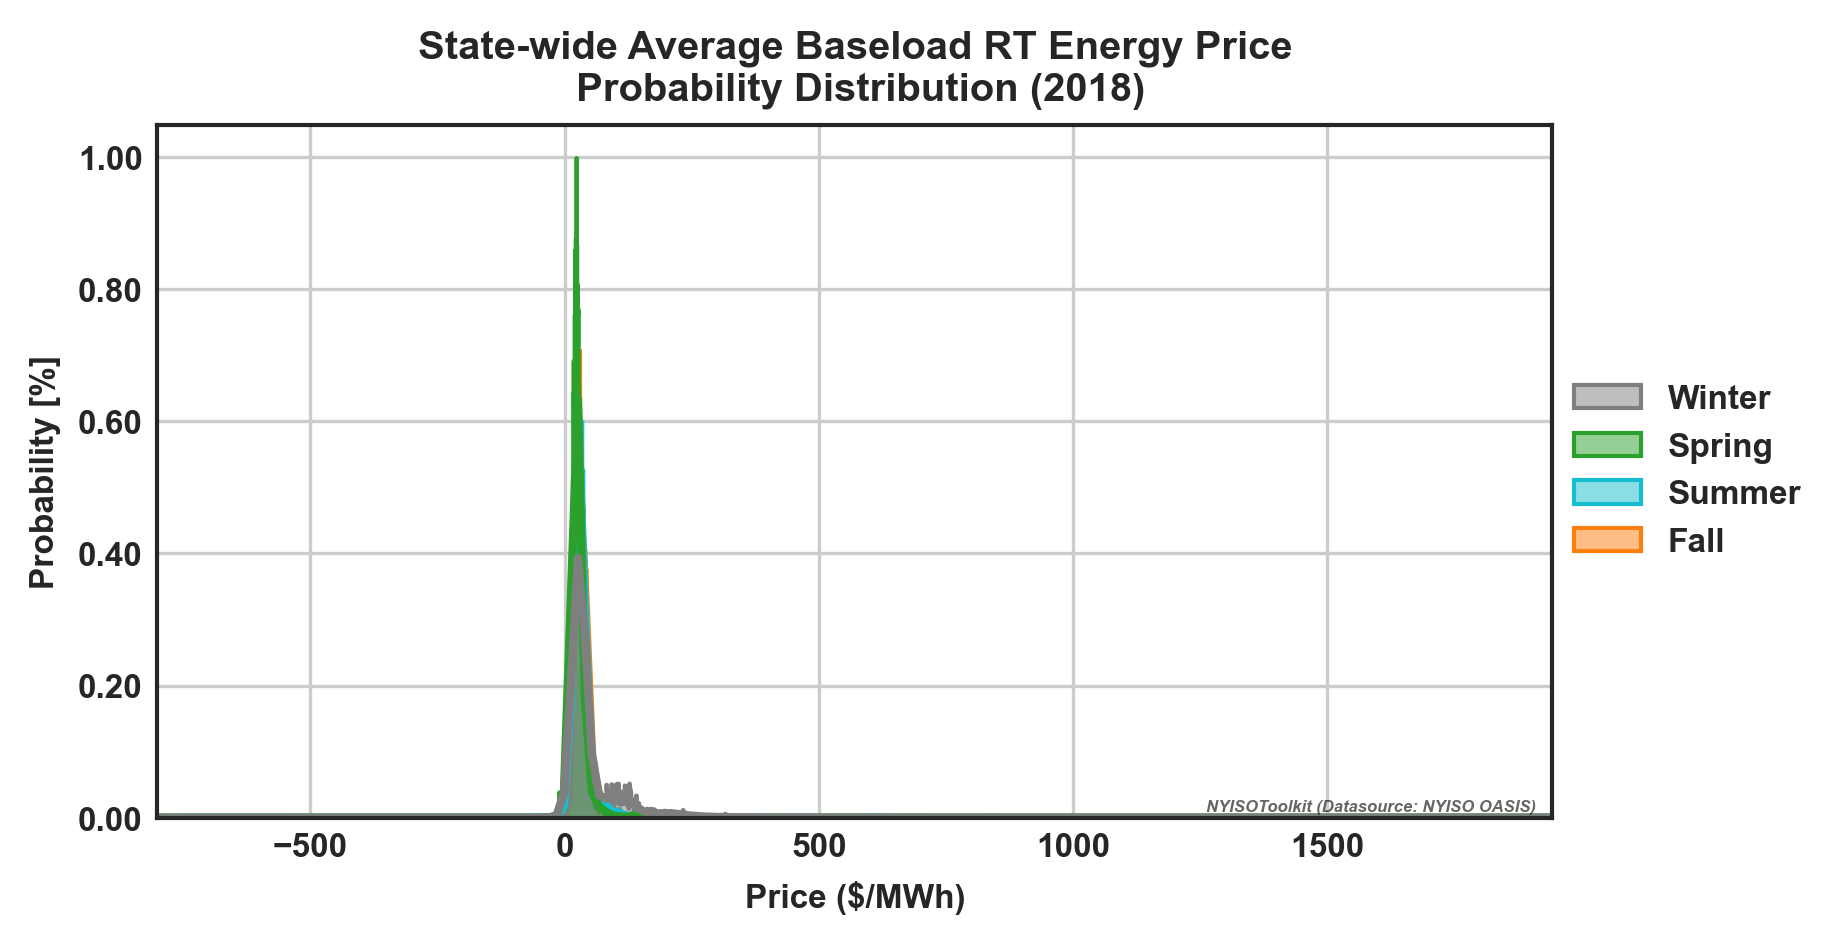 State-wide Average Baseload RT Energy Price
Probability Distribution (2018)
1.00
0.80
0.60
0.40
0.20
0.00
Probability [%]
Winter
Spring
Summer
Fall
NYISOToolkit (Datasource: NYISO OASIS)
−500
0
500
1000
1500
Price ($/MWh)